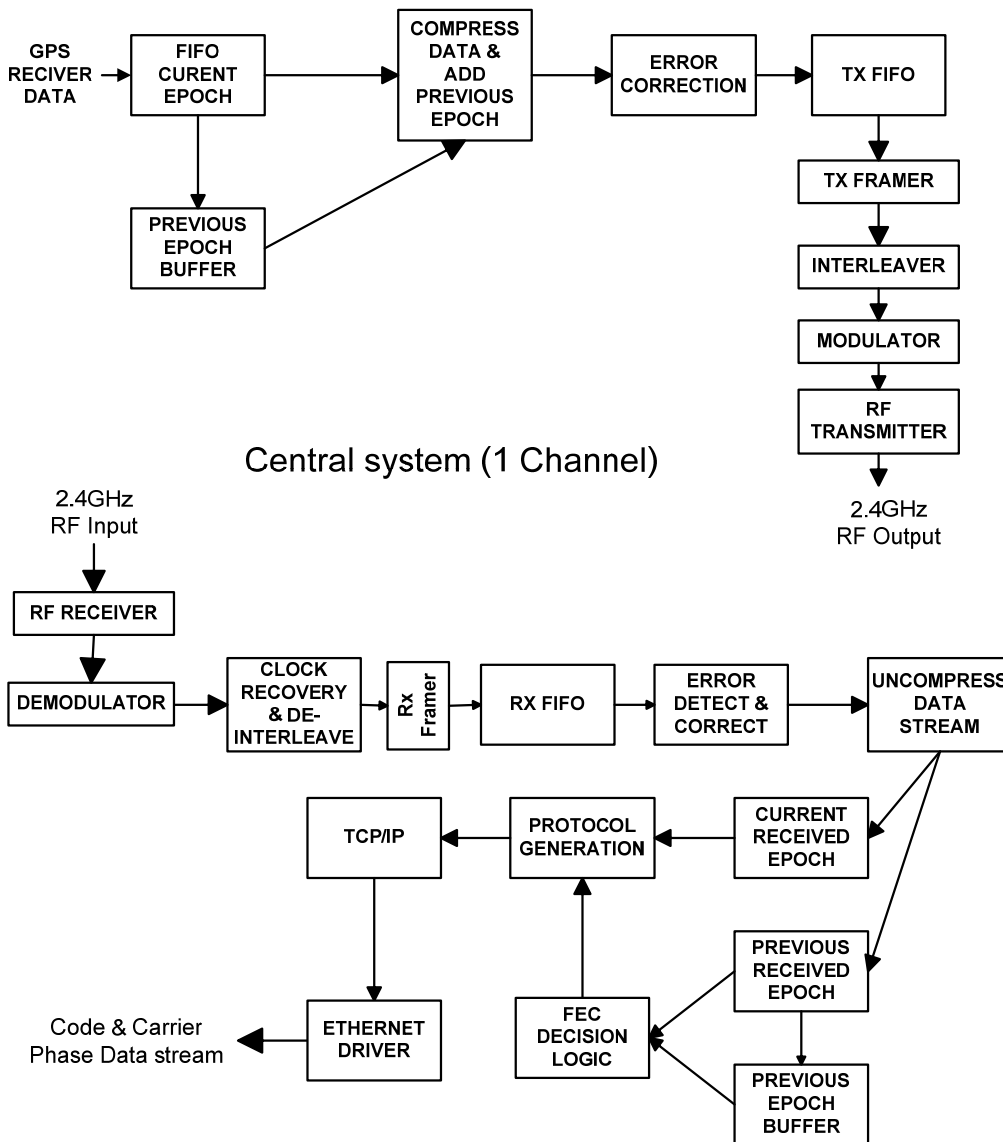 GPS
RECIVER
DATA
FIFO
CURENT
EPOCH
COMPRESS
DATA &
ADD
PREVIOUS
EPOCH
ERROR
CORRECTION
TX FIFO
PREVIOUS
EPOCH
BUFFER
TX FRAMER
INTERLEAVER
MODULATOR
RF
TRANSMITTER
2.4GHz
RF Output
Central system (1 Channel)
2.4GHz
RF Input
RF RECEIVER
DEMODULATOR
CLOCK
RECOVERY
& DE-
INTERLEAVE
Rx
Framer
RX FIFO
ERROR
DETECT &
CORRECT
UNCOMPRESS
DATA
STREAM
TCP/IP
PROTOCOL
GENERATION
CURRENT
RECEIVED
EPOCH
PREVIOUS
RECEIVED
EPOCH
Code & Carrier
Phase Data stream
ETHERNET
DRIVER
FEC
DECISION
LOGIC
PREVIOUS
EPOCH
BUFFER